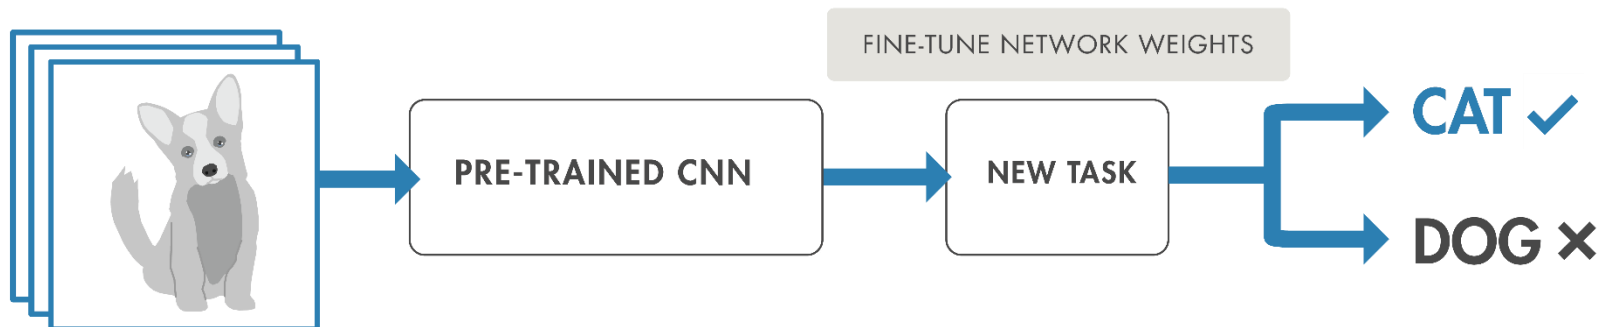 FINE-TUNE NETWORK WEIGHTS
PRE-TRAINED CNN
NEW TASK
CAT ✓
DOG ✕